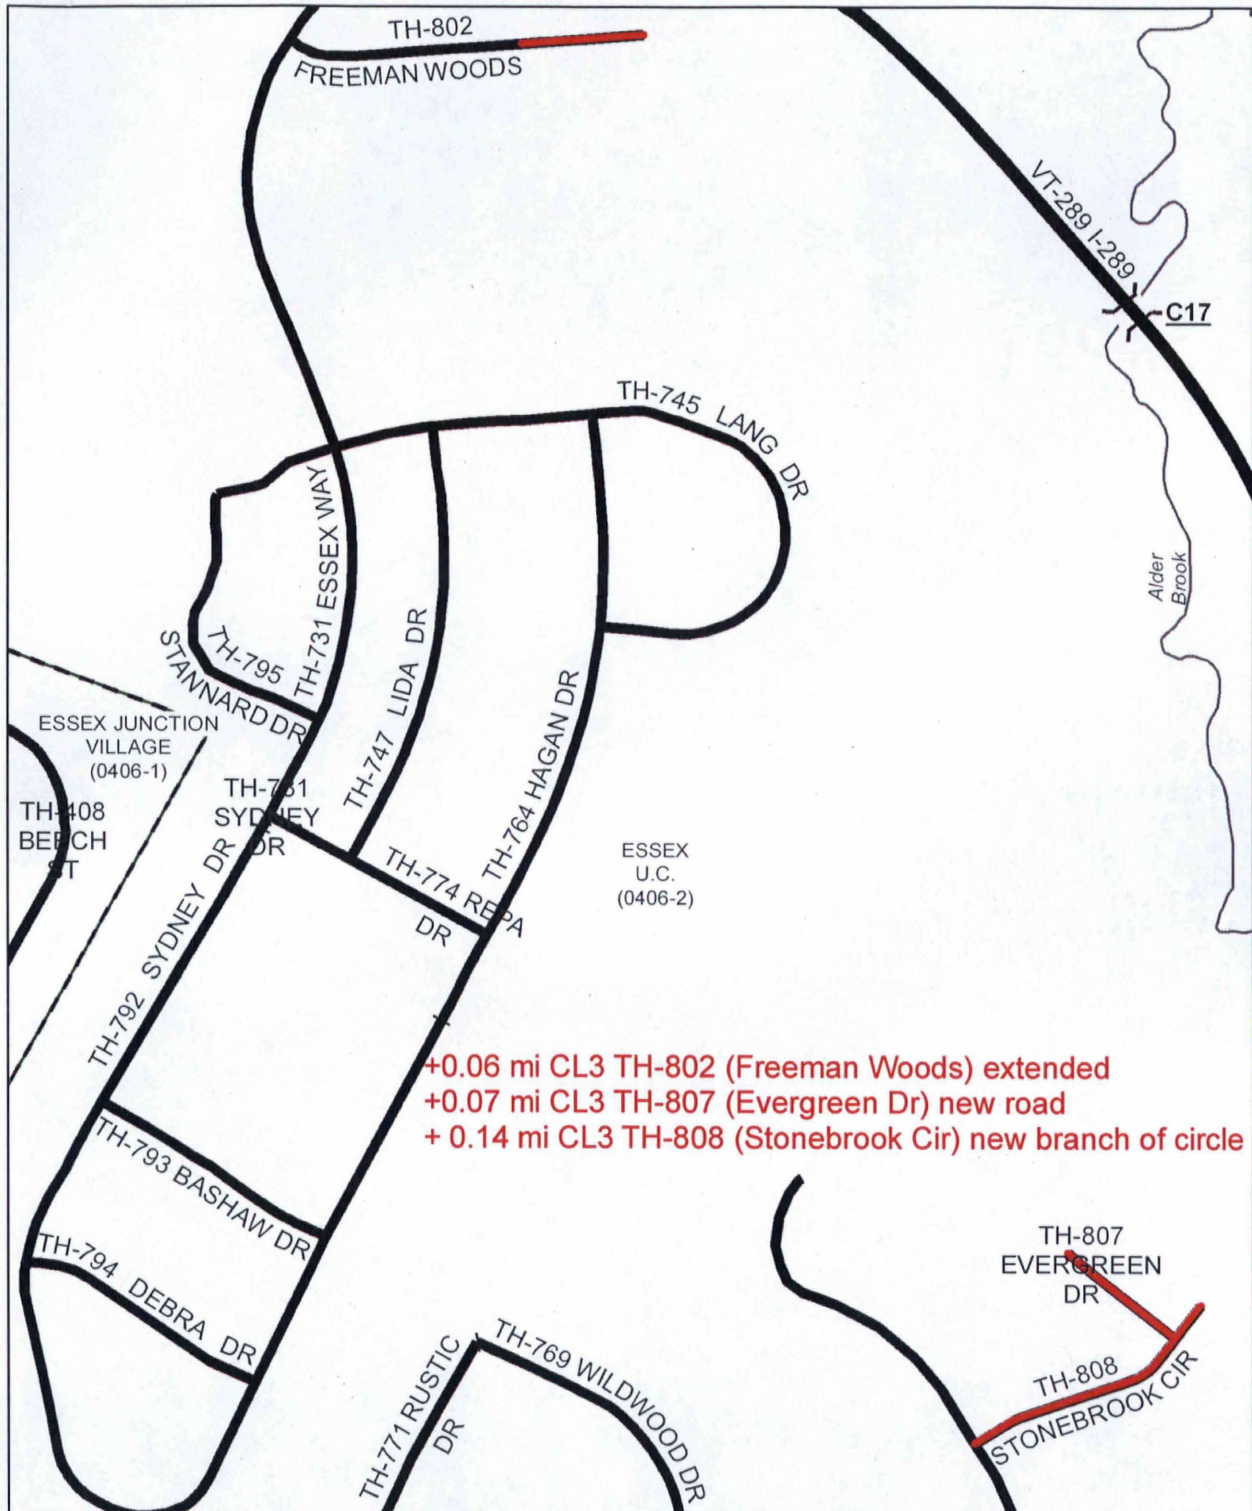 TH-802
FREEMAN WOODS
VT-289 I-289
C17
TH-745 LANG DR
TH-731 ESSEX WAY
Alder
Brook
TH-795
STANNARD DR
TH-747 LIDA DR
TH-764 HAGAN DR
ESSEX JUNCTION
VILLAGE
(0406-1)
TH-781
SYDNEY
DR
TH-408
BEECH
ST
ESSEX
U.C.
(0406-2)
TH-774 REPA
DR
TH-792 SYDNEY DR
+0.06 mi CL3 TH-802 (Freeman Woods) extended
+0.07 mi CL3 TH-807 (Evergreen Dr) new road
+ 0.14 mi CL3 TH-808 (Stonebrook Cir) new branch of circle
TH-793 BASHAW DR
TH-794 DEBRA DR
TH-807
EVERGREEN
DR
TH-771 RUSTIC
DR
TH-769 WILDWOOD DR
TH-808
STONEBROOK CIR